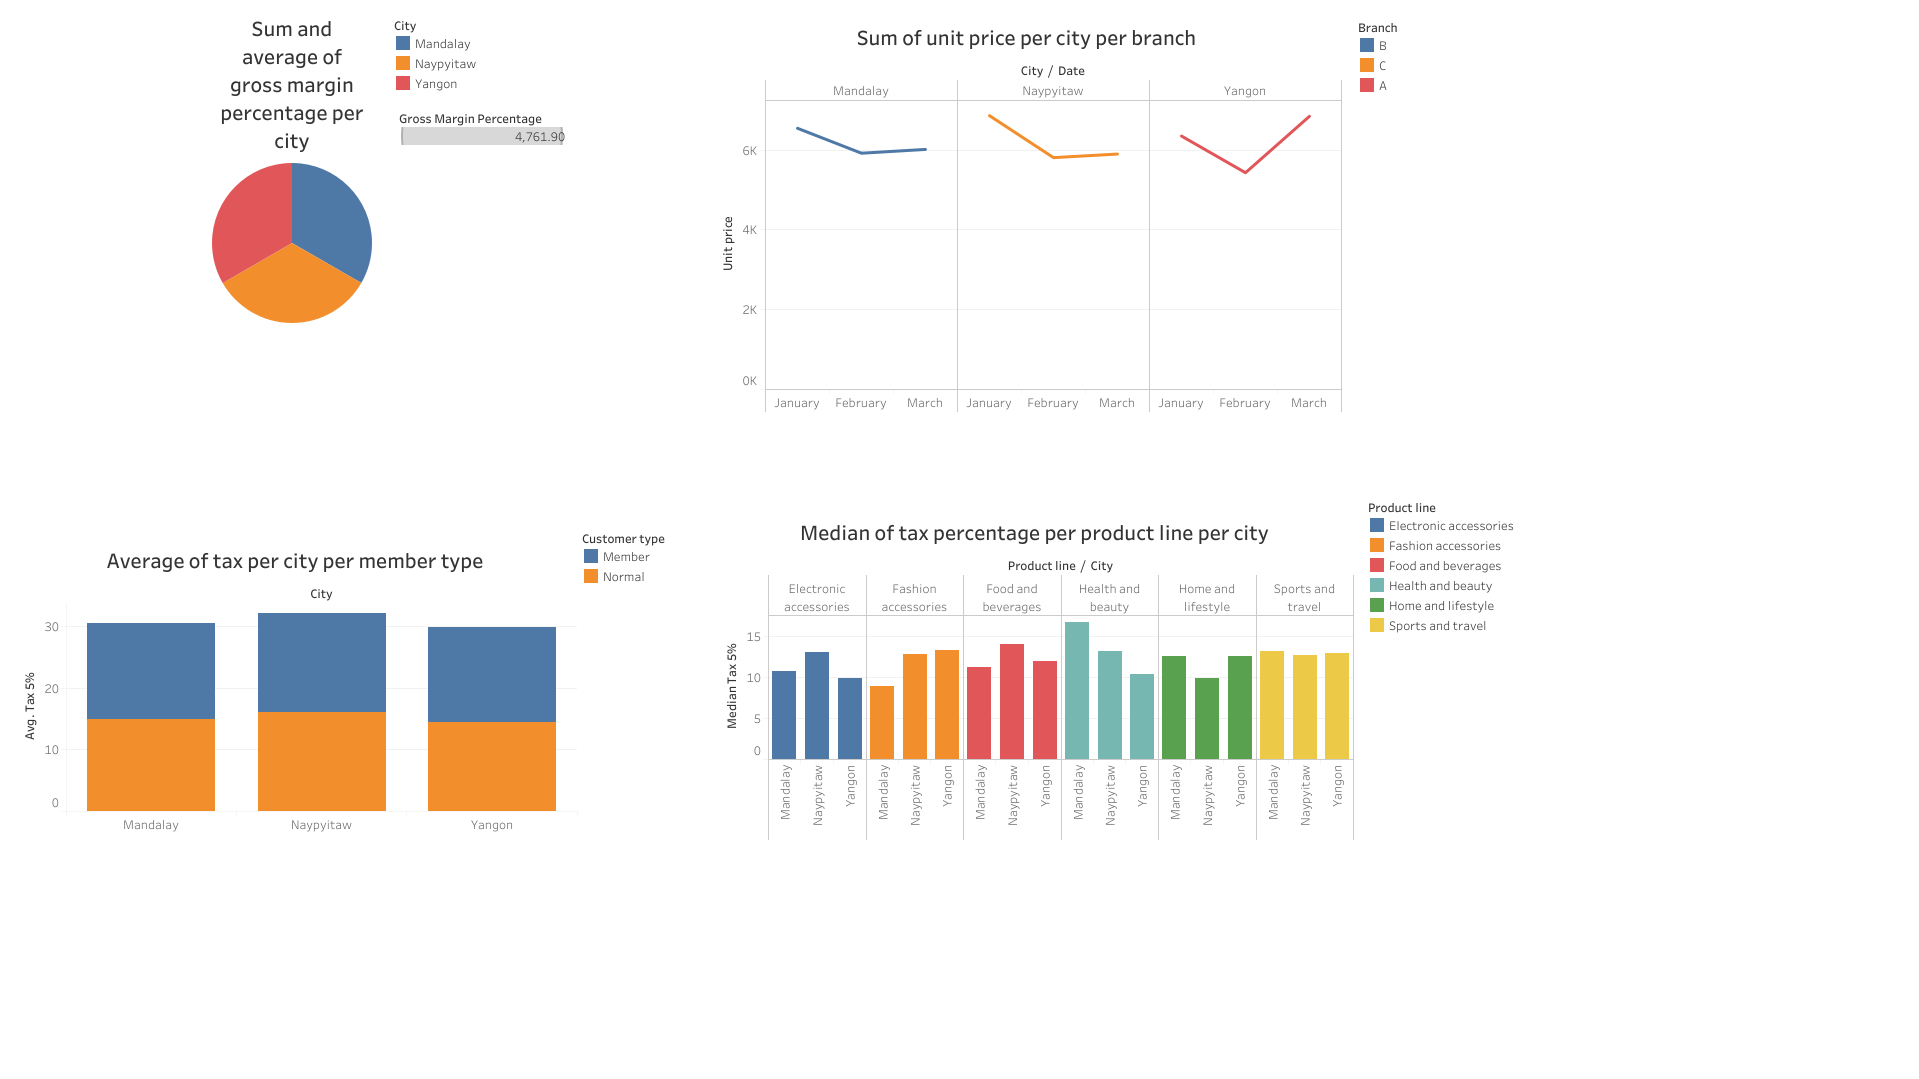 Sum and
average of
gross margin
percentage per
city
City
Mandalay
Naypyitaw
Yangon
Gross Margin Percentage
4,761.90
Sum of unit price per city per branch
City / Date
Mandalay Naypyitaw Yangon
Unit price
6K
4K
2K
0K
January February March January February March January February March
Branch
B
C
A
Average of tax per city per member type
City
Avg. Tax 5%
30
20
10
0
Mandalay Naypyitaw Yangon
Customer type
Member
Normal
Median of tax percentage per product line per city
Product line / City
Electronic Fashion Food and Health and Home and Sports and
accessories accessories beverages beauty lifestyle travel
Median Tax 5%
15
10
5
0
Mandalay Naypyitaw Yangon Mandalay Naypyitaw Yangon Mandalay Naypyitaw Yangon Mandalay Naypyitaw Yangon Mandalay Naypyitaw Yangon Mandalay Naypyitaw Yangon
Product line
Electronic accessories
Fashion accessories
Food and beverages
Health and beauty
Home and lifestyle
Sports and travel